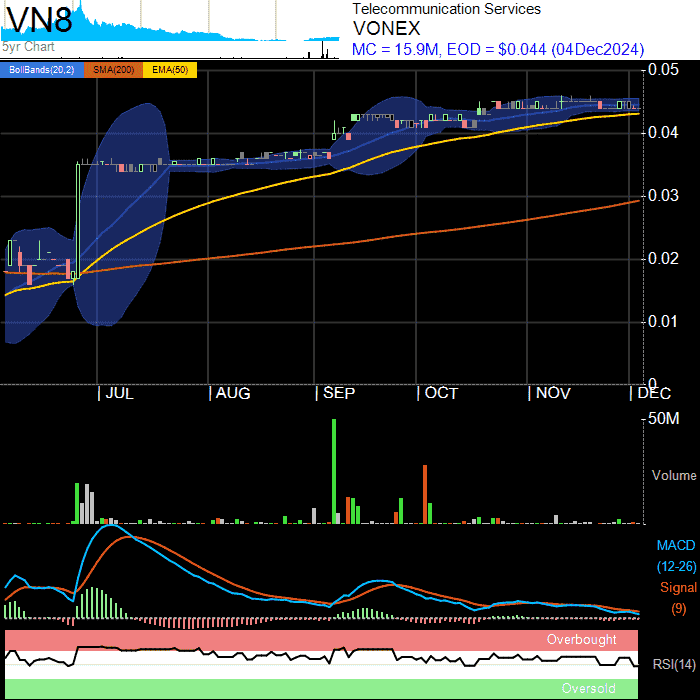 VN8
5yr Chart
Telecommunication Services
VONEX
MC = 15.9M, EOD = $0.044 (04Dec2024)
BollBands(20,2) SMA(200) EMA(50)
0.05
0.04
0.03
0.02
0.01
0
JUL AUG SEP OCT NOV DEC
50M
Volume
MACD
(12-26)
Signal
(9)
Overbought
RSI(14)
Oversold